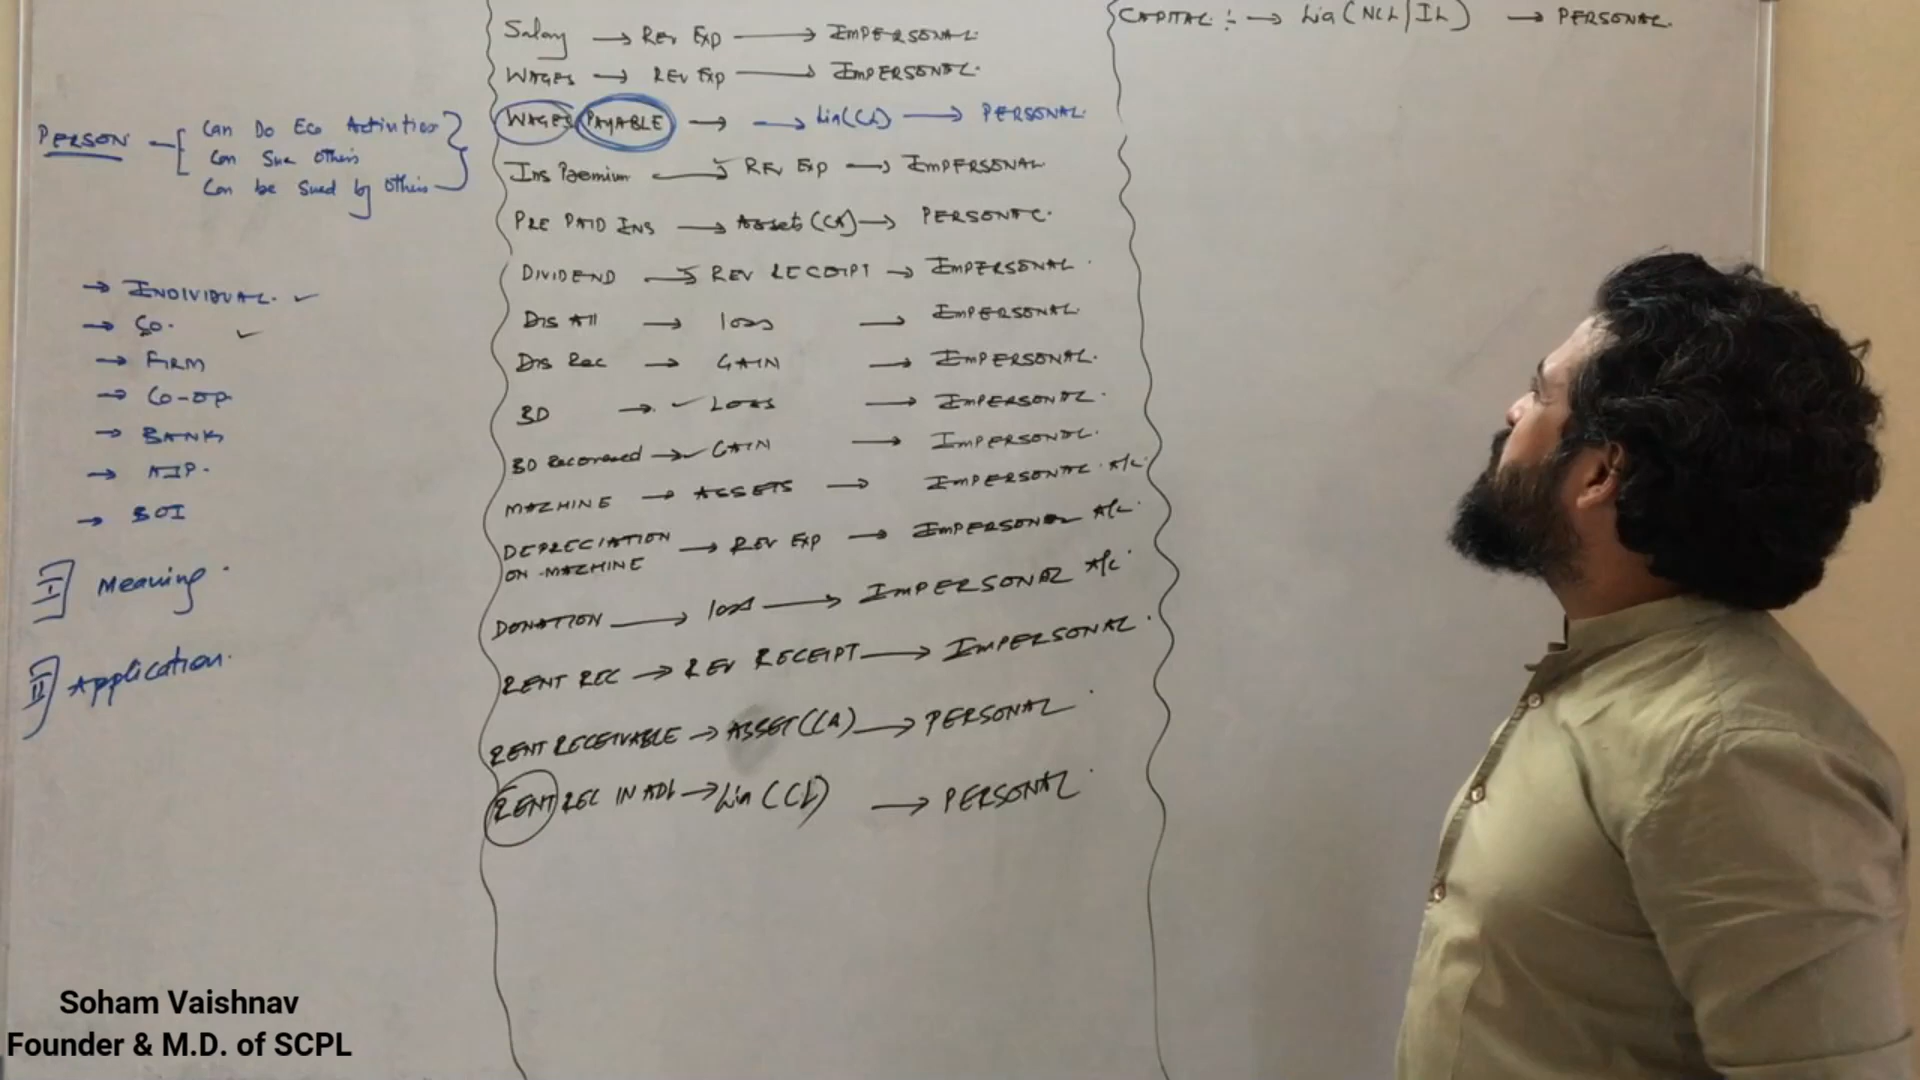 PERSON - Can Do Eco Activities
Can Sue Others
Can be Sued by Others
→ INDIVIDUAL. ✓
→ Co. ✓
→ FIRM
→ CO-OP
→ BANK
→ AJP.
→ BOI
I] Meaning.
II] Application.
Salary → Rev Exp → IMPERSONAL.
WAGES → REV Exp → IMPERSONAL.
WAGES PAYABLE → → Lia(CL) → PERSONAL.
Ins Premium → REV Exp → IMPERSONAL
PRE PAID INS → Assets (CA) → PERSONAL.
DIVIDEND → REV RECEIPT → IMPERSONAL.
Dis All → loss → IMPERSONAL.
Dis Rec → GAIN → IMPERSONAL.
BD → ✓ Loss → IMPERSONAL.
BD Recovered → GAIN → IMPERSONAL.
MACHINE → ASSETS → IMPERSONAL A/c.
DEPRECIATION ON MACHINE → REV Exp → IMPERSONAL A/c.
DONATION → loss → IMPERSONAL A/c.
RENT REC → REV RECEIPT → IMPERSONAL.
RENT RECEIVABLE → ASSET (CA) → PERSONAL
RENT REC IN ADV → Lia (CL) → PERSONAL.
CAPITAL : → Lia (NCL/IL) → PERSONAL.
Soham Vaishnav
Founder & M.D. of SCPL